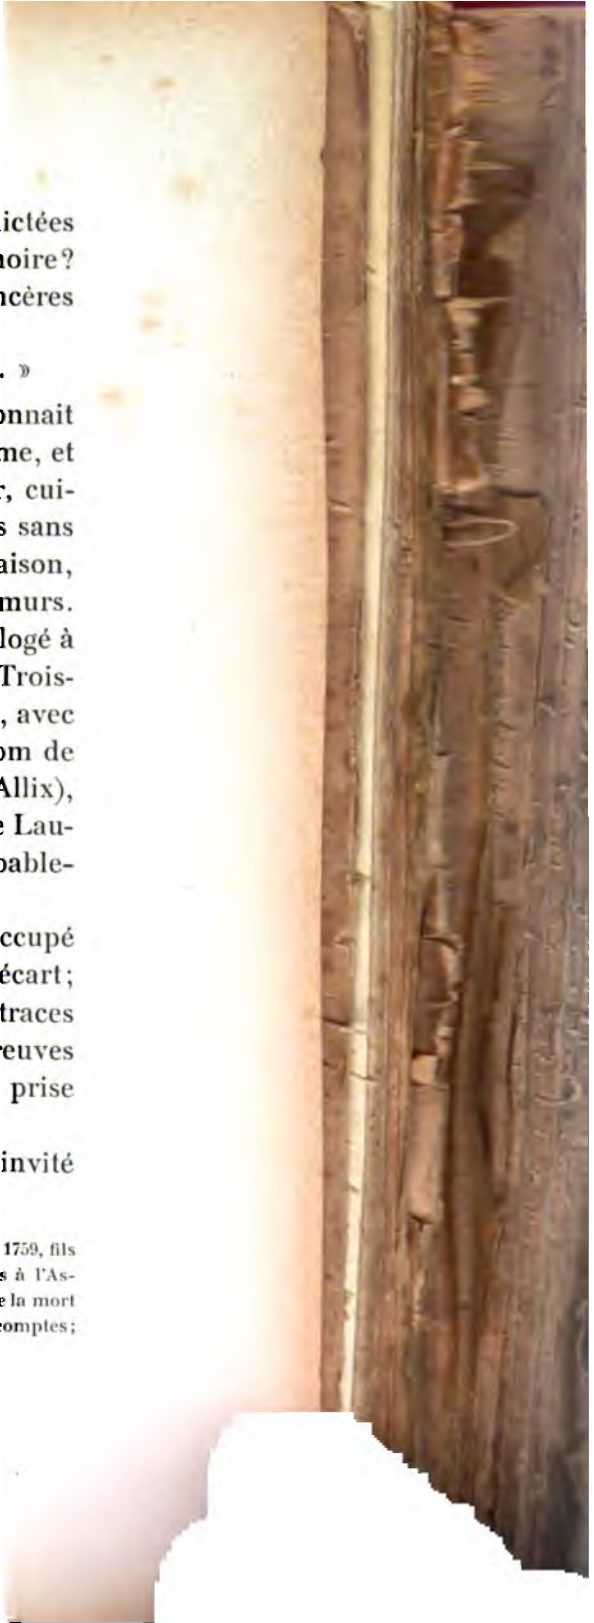 ictées
noire?
ncères
. »
onnait
me, et
r, cui-
s sans
aison,
murs.
logé à
Trois-
, avec
om de
Allix),
e Lau-
bable-
ccupé
écart;
traces
reuves
prise
invité
1759, fils
s à l'As-
e la mort
comptes;